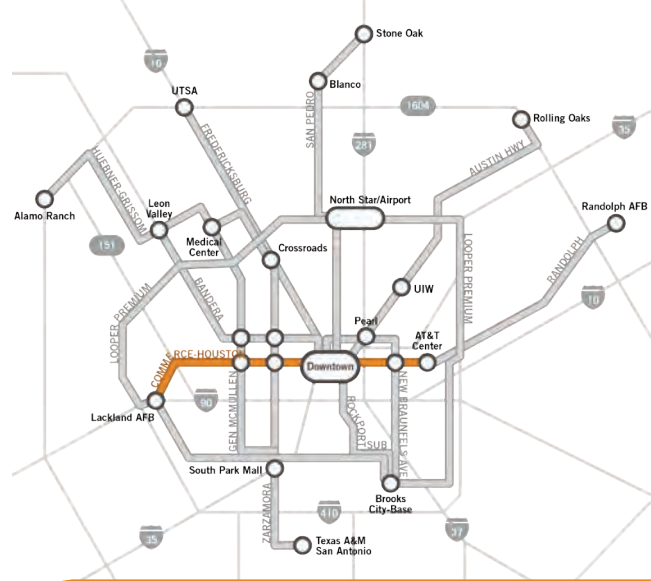 Stone Oak
10
Blanco
UTSA
1604
Rolling Oaks
35
SAN PEDRO
FREDERICKSBURG
281
AUSTIN HWY
HUEBNER-GRISSOM
Leon
Valley
North Star/Airport
Alamo Ranch
Randolph AFB
Medical
Center
151
Crossroads
LOOPER PREMIUM
RANDOLPH
BANDERA
UIW
10
LOOPER PREMIUM
Pearl
AT&T
Center
COMMERCE-HOUSTON
Downtown
90
GEN MCMULLEN
ROCKPORT
NEW BRAUNFELS AVE
Lackland AFB
SUB
South Park Mall
Brooks
City-Base
ZARZAMORA
410
35
37
Texas A&M
San Antonio